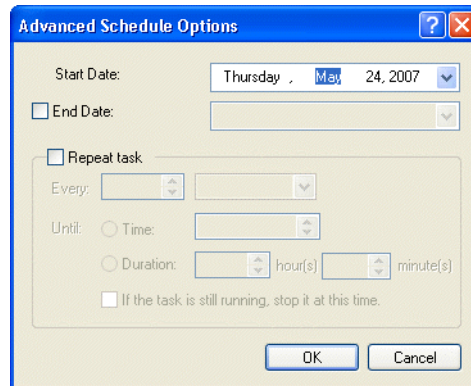 Advanced Schedule Options
Start Date: Thursday , May 24, 2007
End Date:
Repeat task
Every:
Until: Time:
Duration: hour(s) minute(s)
If the task is still running, stop it at this time.
OK Cancel